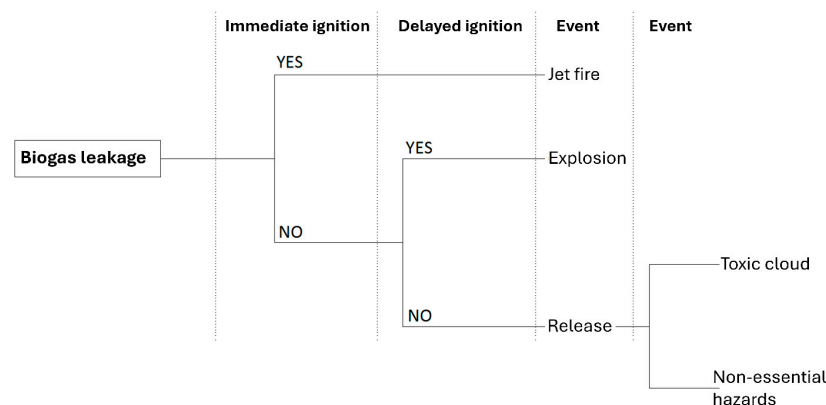 Immediate ignition
Delayed ignition
Event
Event
YES
Jet fire
Biogas leakage
YES
Explosion
NO
Toxic cloud
NO
Release
Non-essential
hazards